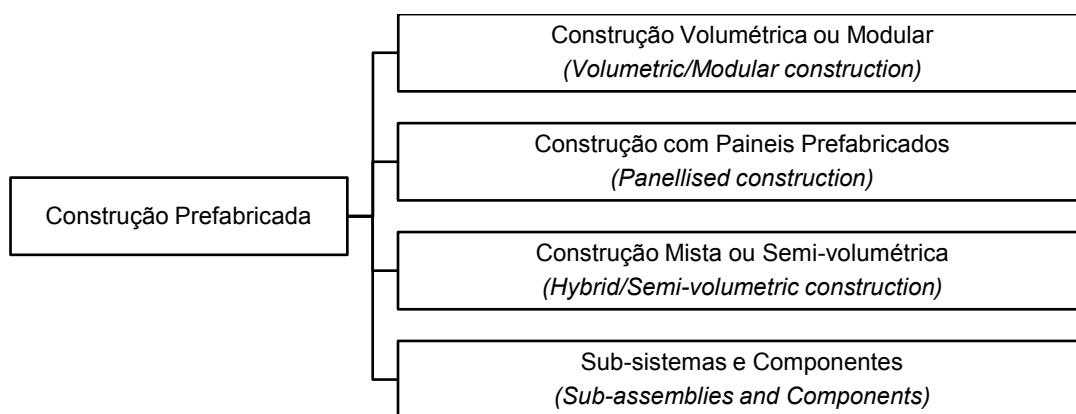 Construção Volumétrica ou Modular
(Volumetric/Modular construction)
Construção com Paineis Prefabricados
(Panellised construction)
Construção Prefabricada
Construção Mista ou Semi-volumétrica
(Hybrid/Semi-volumetric construction)
Sub-sistemas e Componentes
(Sub-assemblies and Components)